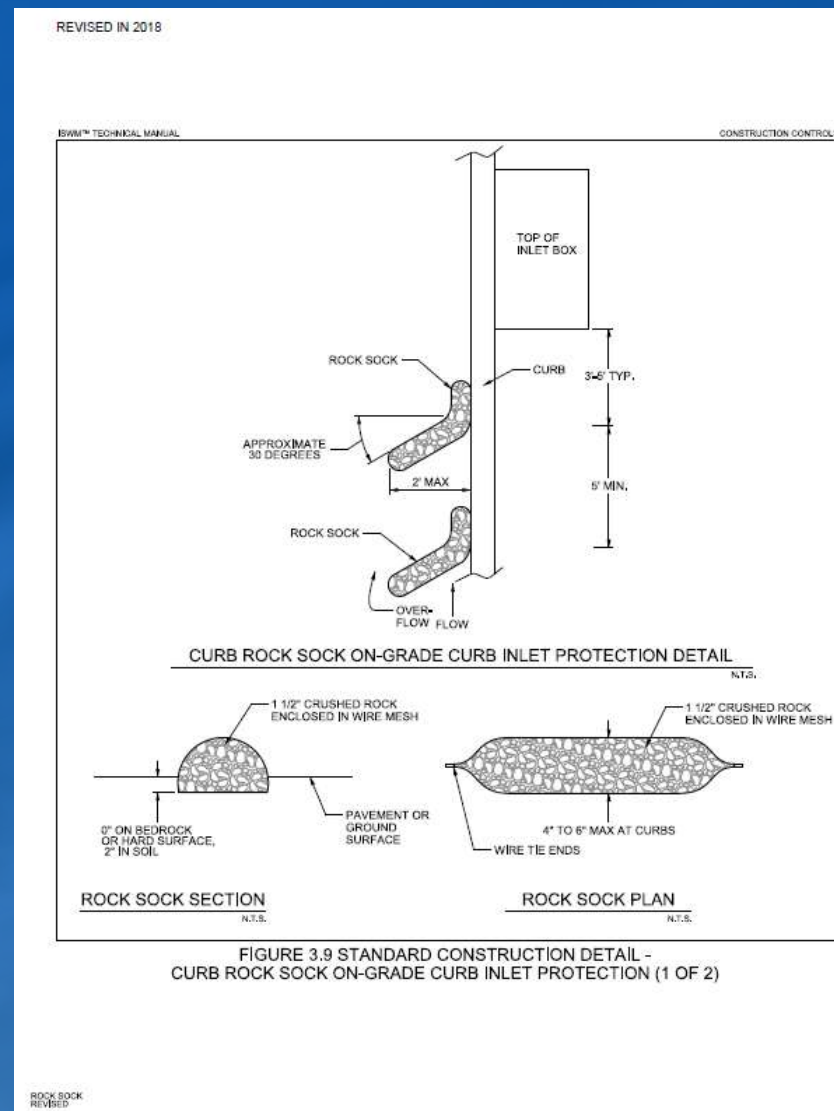 REVISED IN 2018
iSWM™ TECHNICAL MANUAL
CONSTRUCTION CONTROLS
TOP OF
INLET BOX
ROCK SOCK
CURB
3'-5' TYP.
APPROXIMATE
30 DEGREES
2' MAX
5' MIN.
ROCK SOCK
OVER-
FLOW
FLOW
CURB ROCK SOCK ON-GRADE CURB INLET PROTECTION DETAIL
N.T.S.
1 1/2" CRUSHED ROCK
ENCLOSED IN WIRE MESH
0" ON BEDROCK
OR HARD SURFACE,
2" IN SOIL
PAVEMENT OR
GROUND
SURFACE
ROCK SOCK SECTION
N.T.S.
1 1/2" CRUSHED ROCK
ENCLOSED IN WIRE MESH
4" TO 6" MAX AT CURBS
WIRE TIE ENDS
ROCK SOCK PLAN
N.T.S.
FIGURE 3.9 STANDARD CONSTRUCTION DETAIL -
CURB ROCK SOCK ON-GRADE CURB INLET PROTECTION (1 OF 2)
ROCK SOCK
REVISED